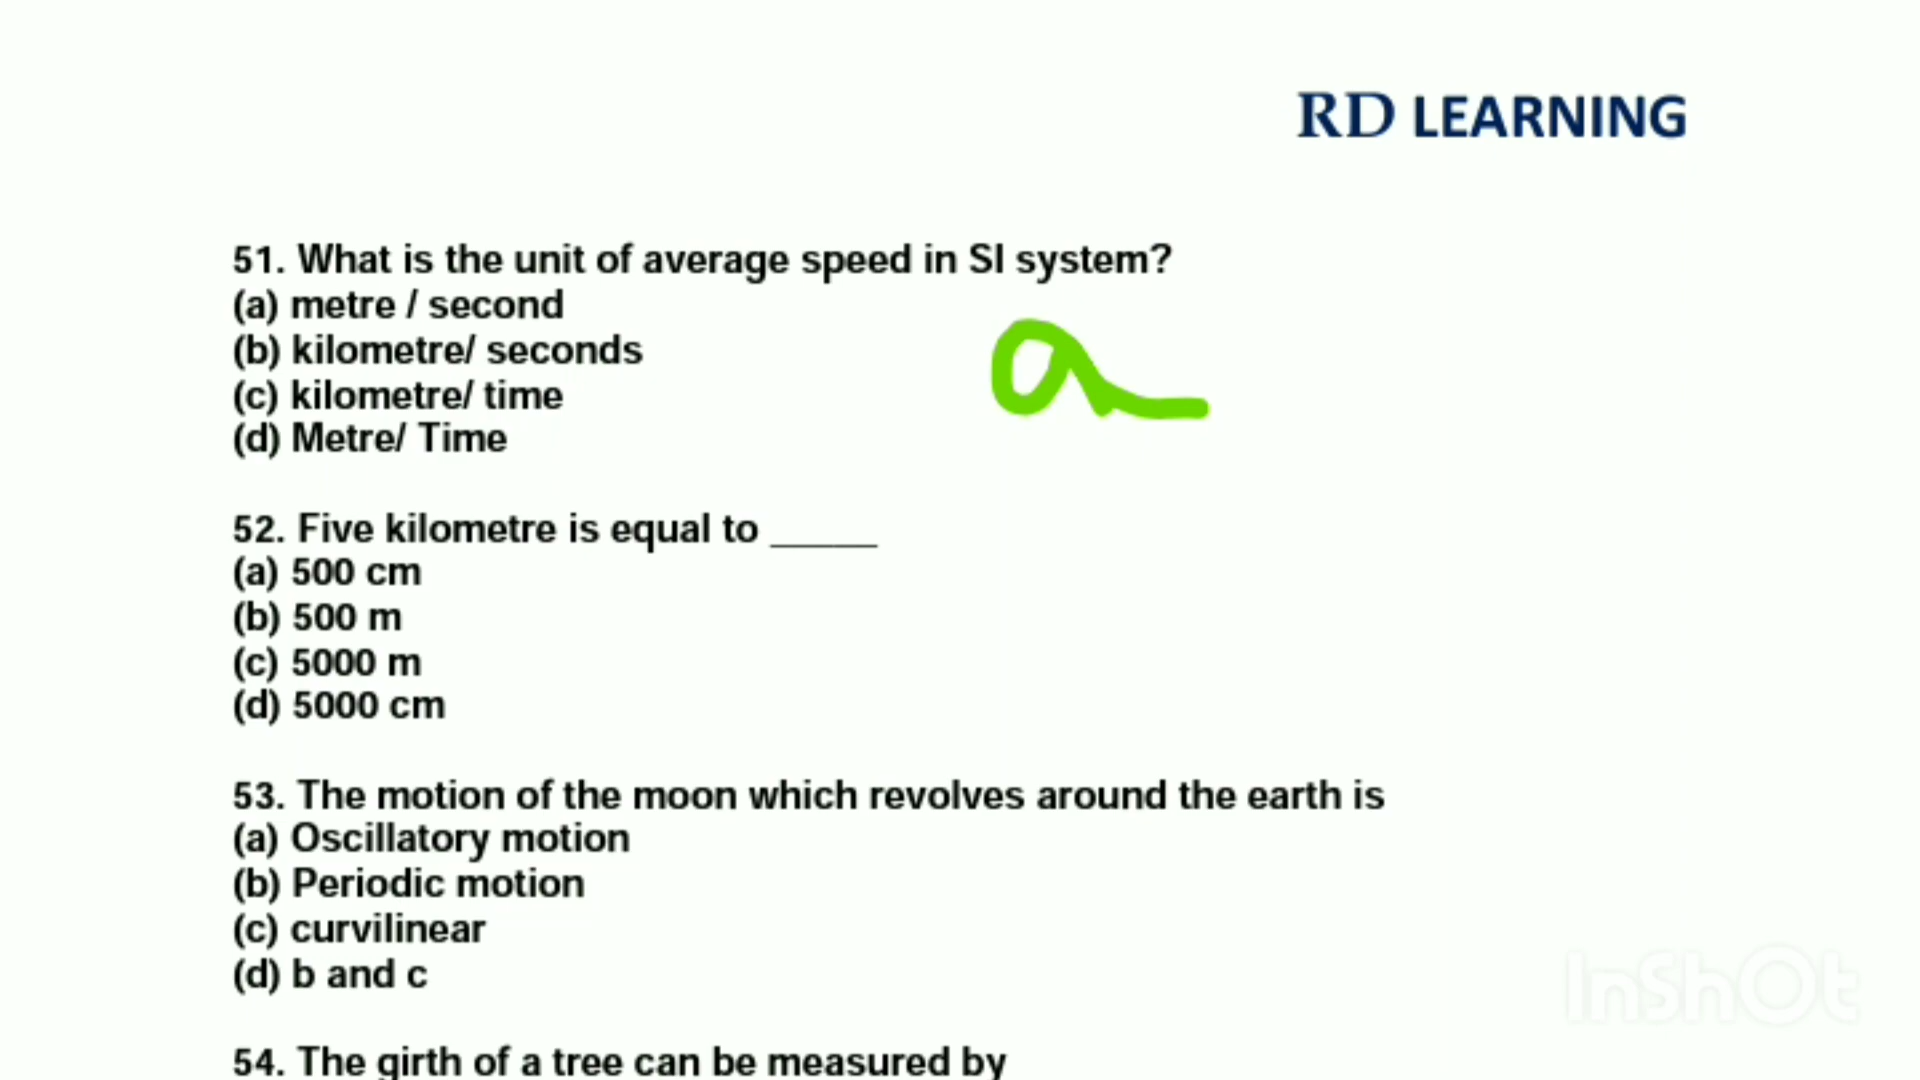 RD LEARNING
51. What is the unit of average speed in SI system?
(a) metre / second
(b) kilometre/ seconds
(c) kilometre/ time
(d) Metre/ Time
a
52. Five kilometre is equal to _____
(a) 500 cm
(b) 500 m
(c) 5000 m
(d) 5000 cm
53. The motion of the moon which revolves around the earth is
(a) Oscillatory motion
(b) Periodic motion
(c) curvilinear
(d) b and c
InShOt
54. The girth of a tree can be measured by